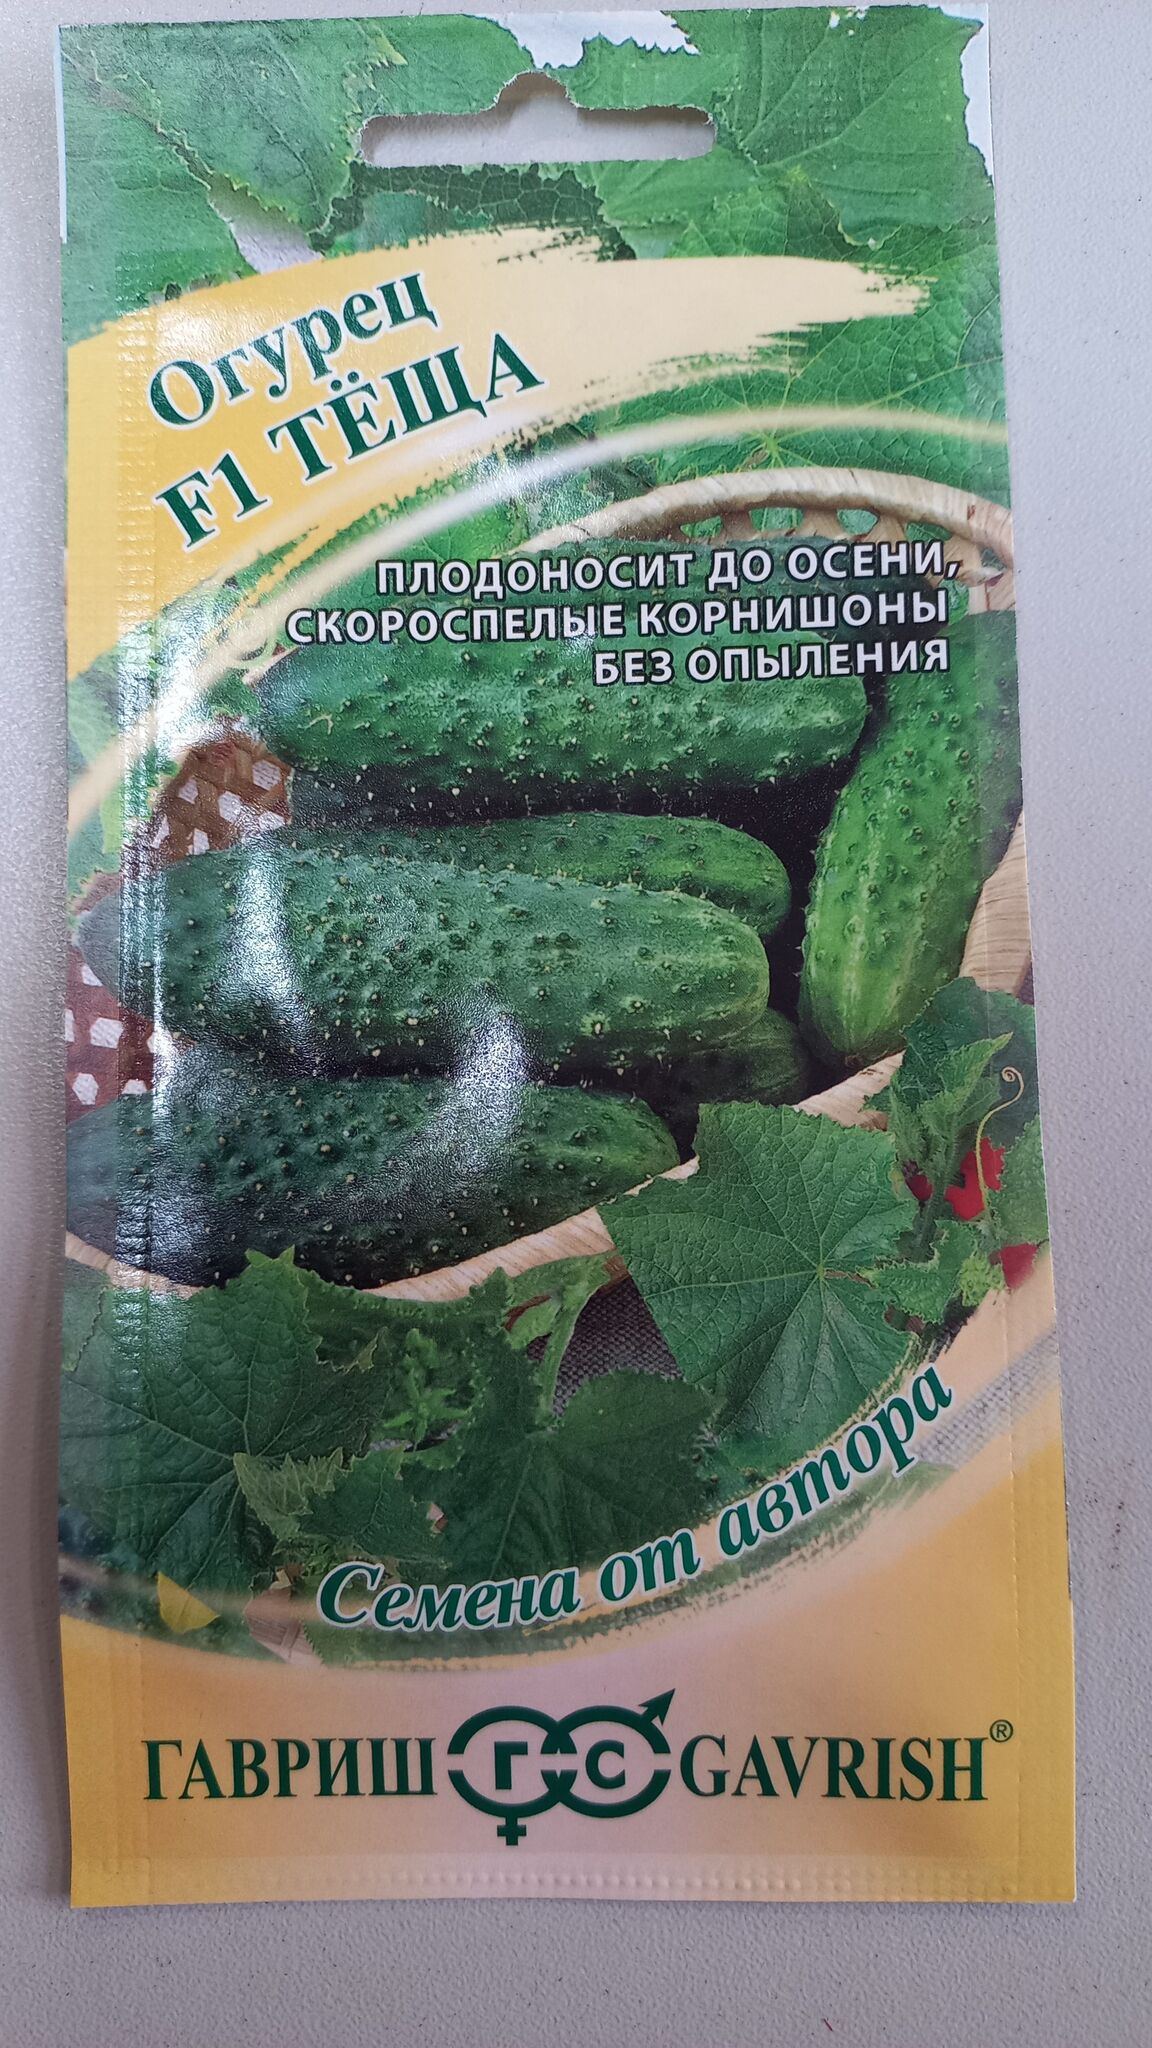 Огурец
F1 ТЁЩА
ПЛОДОНОСИТ ДО ОСЕНИ,
СКОРОСПЕЛЫЕ КОРНИШОНЫ
БЕЗ ОПЫЛЕНИЯ
Семена от автора
ГАВРИШ ГС GAVRISH®